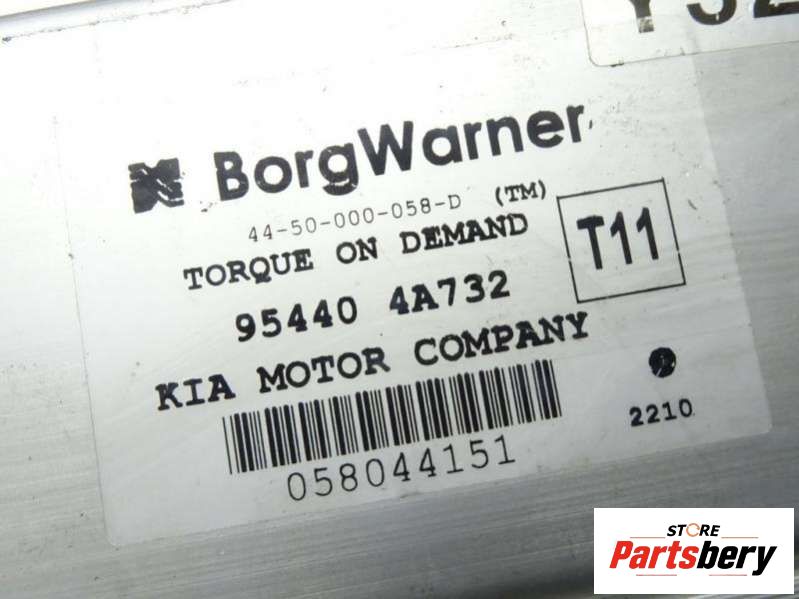 BorgWarner
44-50-000-058-D (TM)
TORQUE ON DEMAND
T11
95440 4A732
KIA MOTOR COMPANY
2210
058044151
STORE
Partsbery